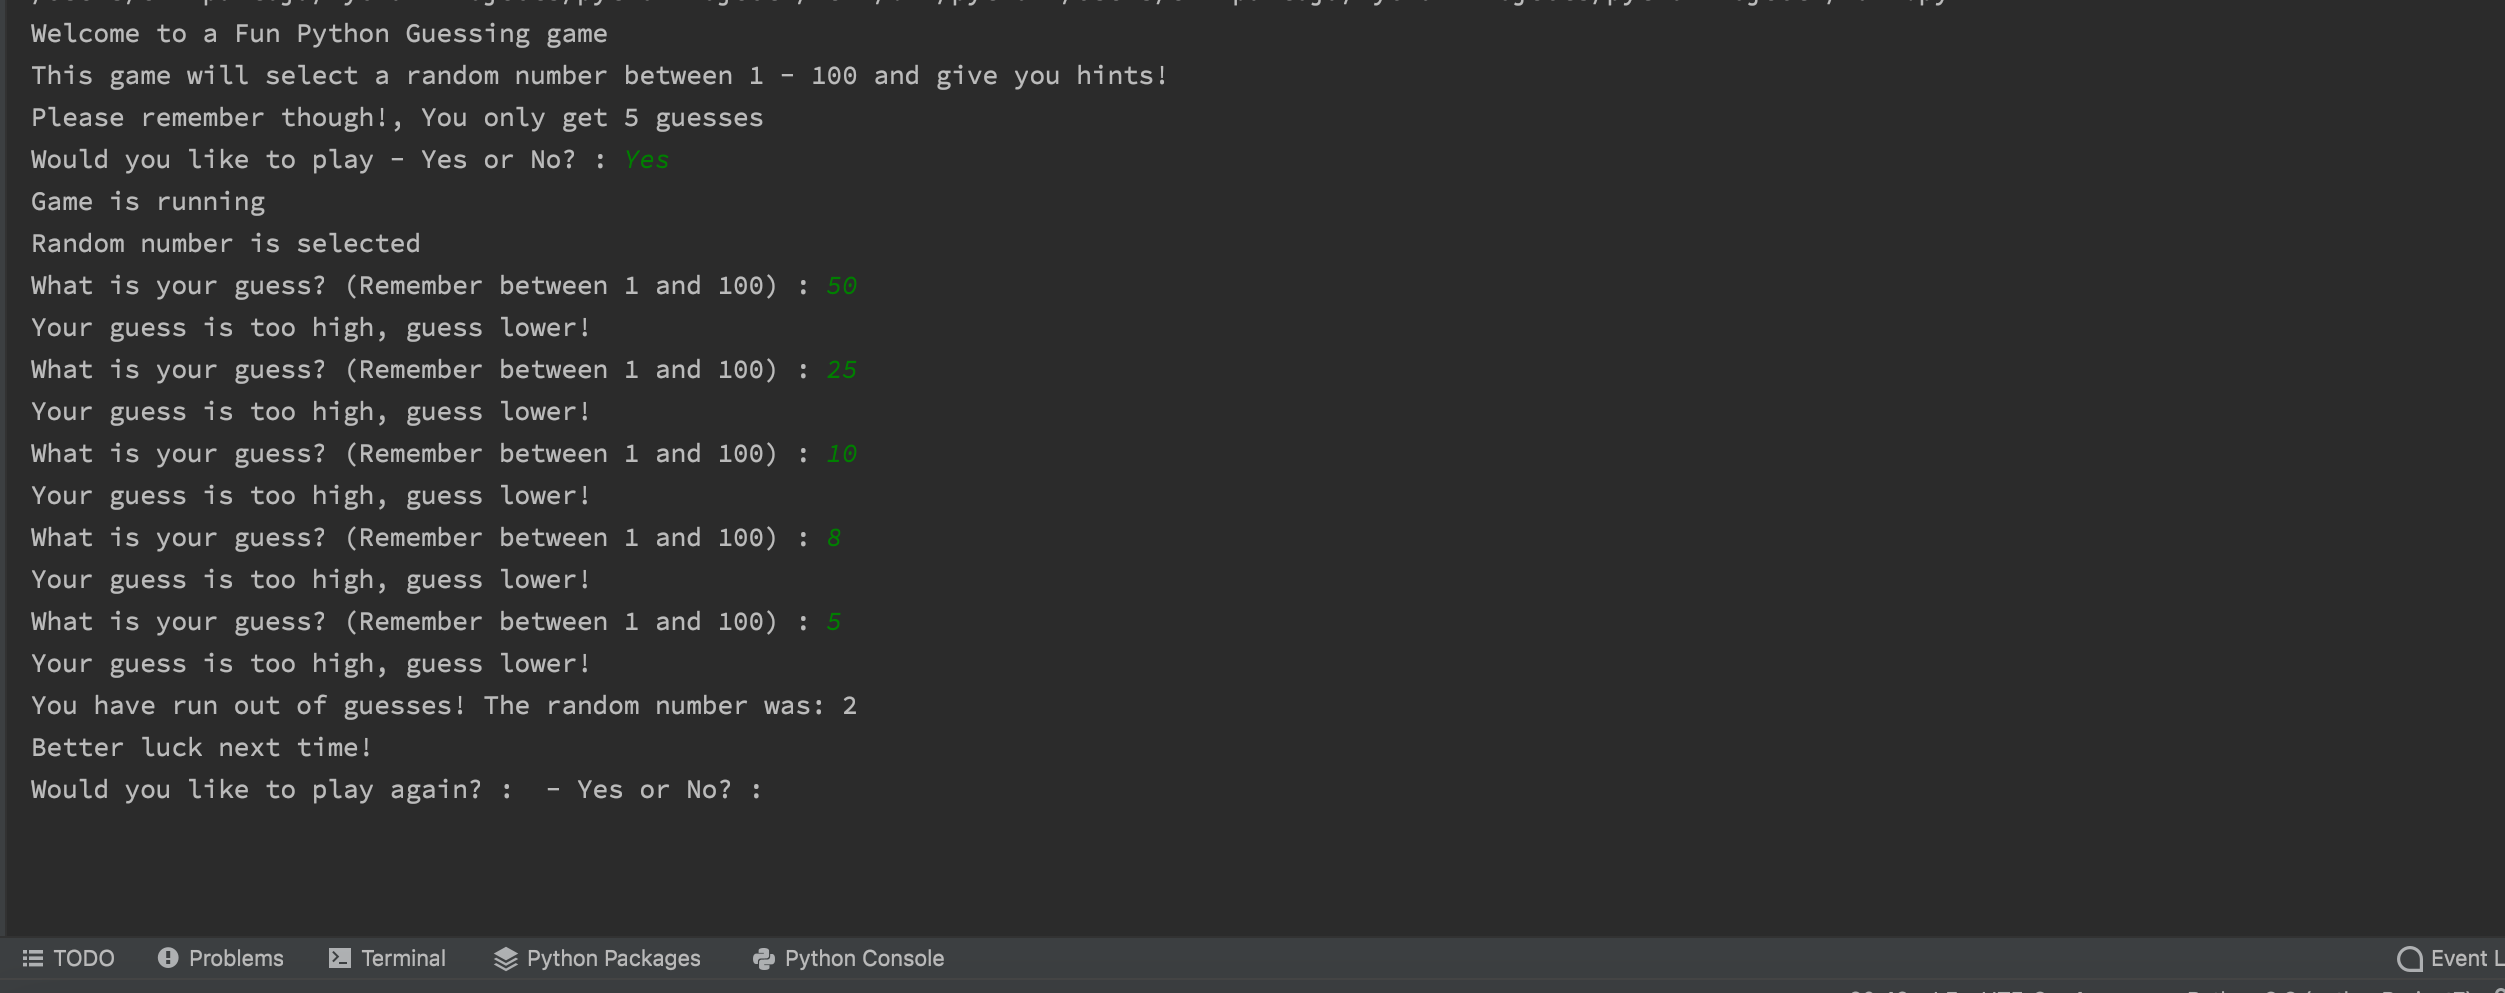 Welcome to a Fun Python Guessing game
This game will select a random number between 1 - 100 and give you hints!
Please remember though!, You only get 5 guesses
Would you like to play - Yes or No? : Yes
Game is running
Random number is selected
What is your guess? (Remember between 1 and 100) : 50
Your guess is too high, guess lower!
What is your guess? (Remember between 1 and 100) : 25
Your guess is too high, guess lower!
What is your guess? (Remember between 1 and 100) : 10
Your guess is too high, guess lower!
What is your guess? (Remember between 1 and 100) : 8
Your guess is too high, guess lower!
What is your guess? (Remember between 1 and 100) : 5
Your guess is too high, guess lower!
You have run out of guesses! The random number was: 2
Better luck next time!
Would you like to play again? :  - Yes or No? :
TODO Problems Terminal Python Packages Python Console Event L